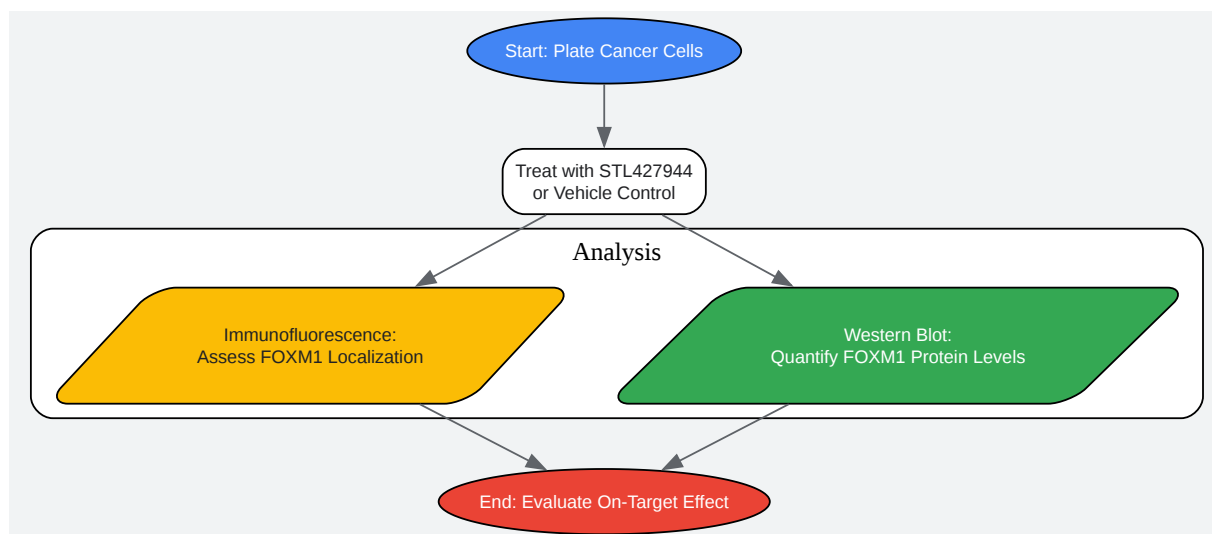 Start: Plate Cancer Cells
Treat with STL427944
or Vehicle Control
Analysis
Immunofluorescence:
Assess FOXM1 Localization
Western Blot:
Quantify FOXM1 Protein Levels
End: Evaluate On-Target Effect